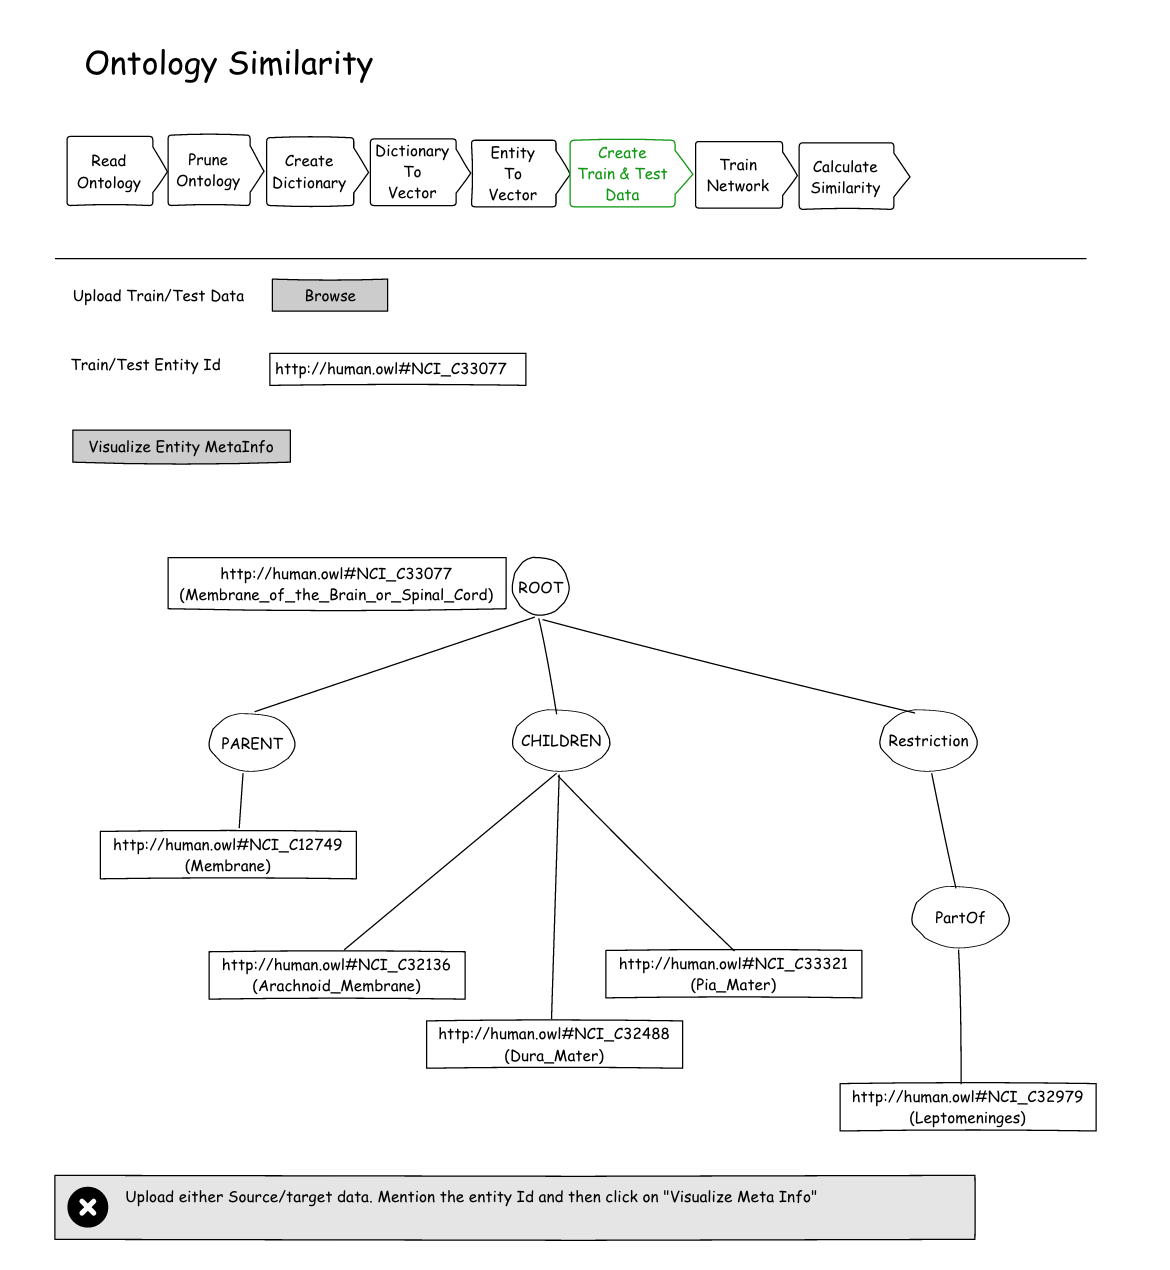 Ontology Similarity
Read
Ontology
Prune
Ontology
Create
Dictionary
Dictionary
To
Vector
Entity
To
Vector
Create
Train & Test
Data
Train
Network
Calculate
Similarity
Upload Train/Test Data
Browse
Train/Test Entity Id
http://human.owl#NCI_C33077
Visualize Entity MetaInfo
http://human.owl#NCI_C33077
(Membrane_of_the_Brain_or_Spinal_Cord)
ROOT
PARENT
CHILDREN
Restriction
http://human.owl#NCI_C12749
(Membrane)
PartOf
http://human.owl#NCI_C32136
(Arachnoid_Membrane)
http://human.owl#NCI_C33321
(Pia_Mater)
http://human.owl#NCI_C32488
(Dura_Mater)
http://human.owl#NCI_C32979
(Leptomeninges)
Upload either Source/target data. Mention the entity Id and then click on "Visualize Meta Info"